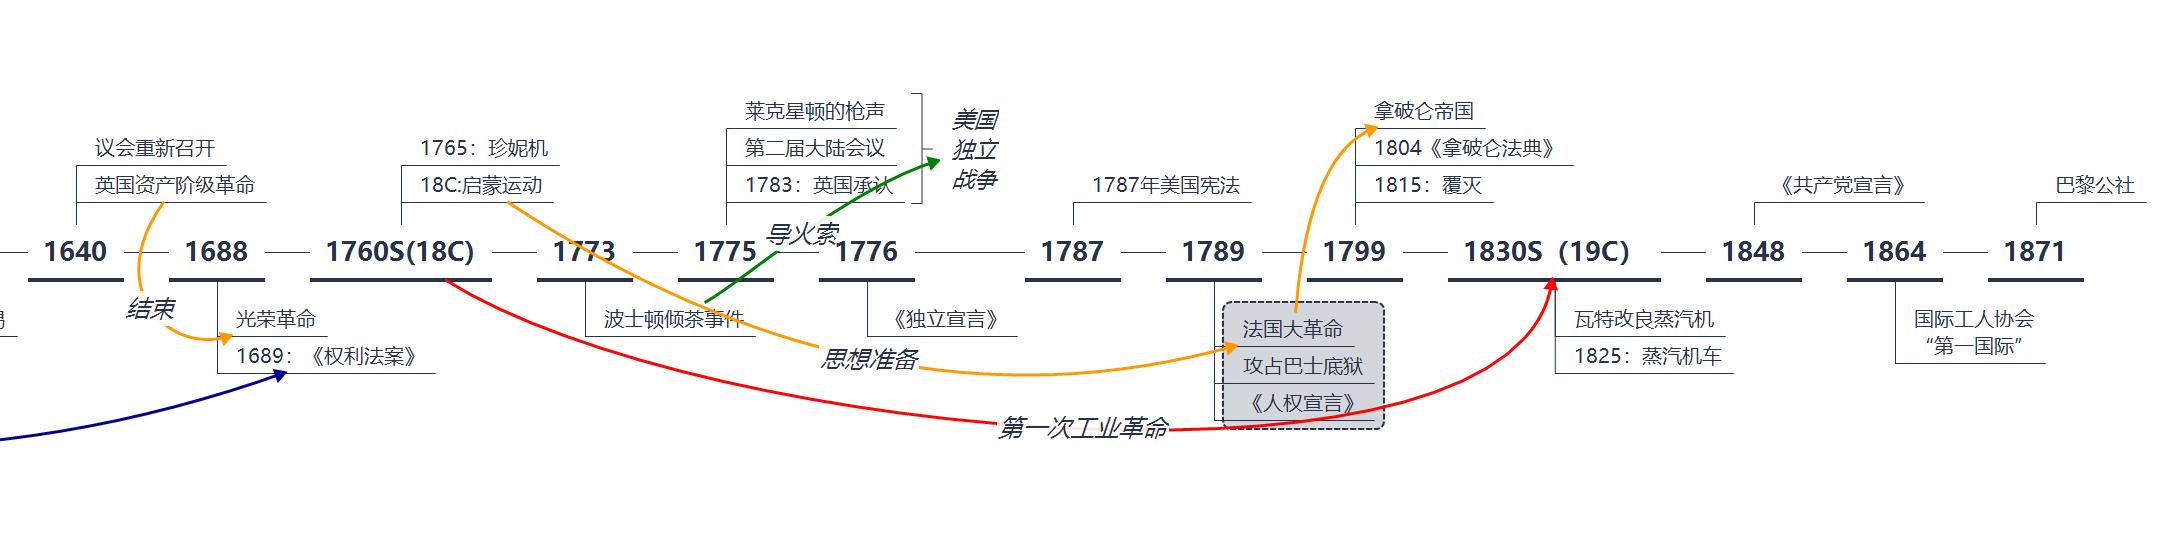 议会重新召开
英国资产阶级革命
1640
结束
1688
光荣革命
1689：《权利法案》
1765：珍妮机
18C:启蒙运动
1760S(18C)
1773
波士顿倾茶事件
莱克星顿的枪声
第二届大陆会议
1783：英国承认
美国
独立
战争
导火索
1775
1776
《独立宣言》
思想准备
第一次工业革命
1787年美国宪法
1787
1789
法国大革命
攻占巴士底狱
《人权宣言》
拿破仑帝国
1804《拿破仑法典》
1815：覆灭
1799
1830S（19C）
瓦特改良蒸汽机
1825：蒸汽机车
《共产党宣言》
1848
1864
国际工人协会
“第一国际”
巴黎公社
1871